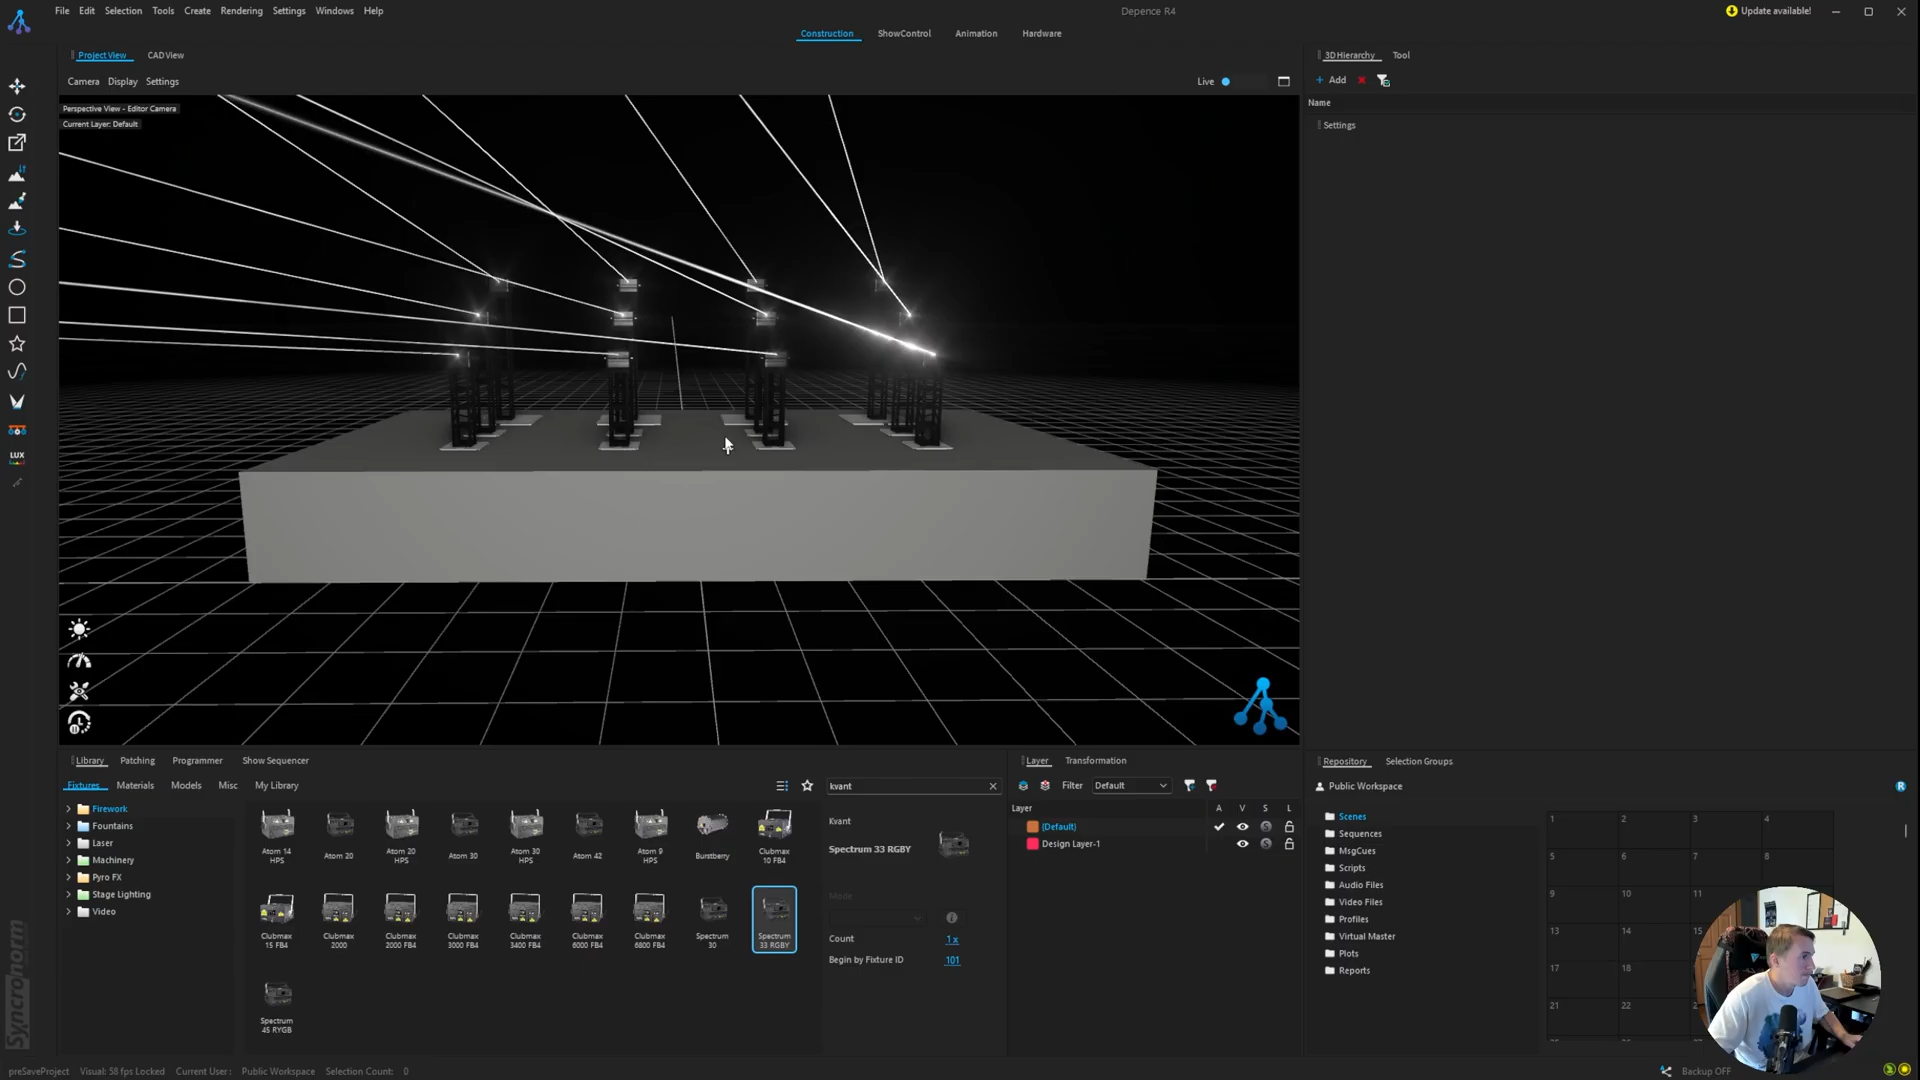 File Edit Selection Tools Create Rendering Settings Windows Help
Depence R4
Update available!
Construction ShowControl Animation Hardware
Project View CAD View
3D Hierarchy Tool
Camera Display Settings
Live
+ Add
Name
Settings
Perspective View - Editor Camera
Current Layer: Default
LUX
Library Patching Programmer Show Sequencer
Fixtures Materials Models Misc My Library
kvant
Firework
Fountains
Laser
Machinery
Pyro FX
Stage Lighting
Video
Atom 14 HPS
Atom 20
Atom 20 HPS
Atom 30
Atom 30 HPS
Atom 42
Atom 9 HPS
Burstberry
Clubmax 10 FB4
Clubmax 15 FB4
Clubmax 2000
Clubmax 2000 FB4
Clubmax 3000 FB4
Clubmax 3400 FB4
Clubmax 6000 FB4
Clubmax 6800 FB4
Spectrum 30
Spectrum 33 RGBY
Spectrum 45 RYGB
Kvant
Spectrum 33 RGBY
Mode
Count 1 x
Begin by Fixture ID 101
Layer Transformation
Filter Default
Layer A V S L
{Default}
Design Layer-1
Repository Selection Groups
Public Workspace
R
Scenes
Sequences
MsgCues
Scripts
Audio Files
Video Files
Profiles
Virtual Master
Plots
Reports
1 2 3 4
5 6 7 8
9 10 11 12
13 14 15
17 18
21 22
Syncronorm
preSaveProject Visual: 58 fps Locked Current User : Public Workspace Selection Count: 0
Backup OFF